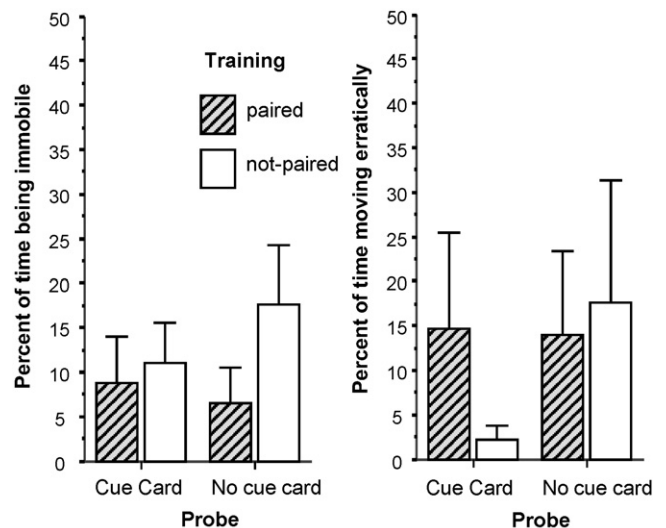 Percent of time being immobile
50
45
40
35
30
25
20
15
10
5
0
Training
paired
not-paired
Cue Card No cue card
Probe
Percent of time moving erratically
50
45
40
35
30
25
20
15
10
5
0
Cue Card No cue card
Probe